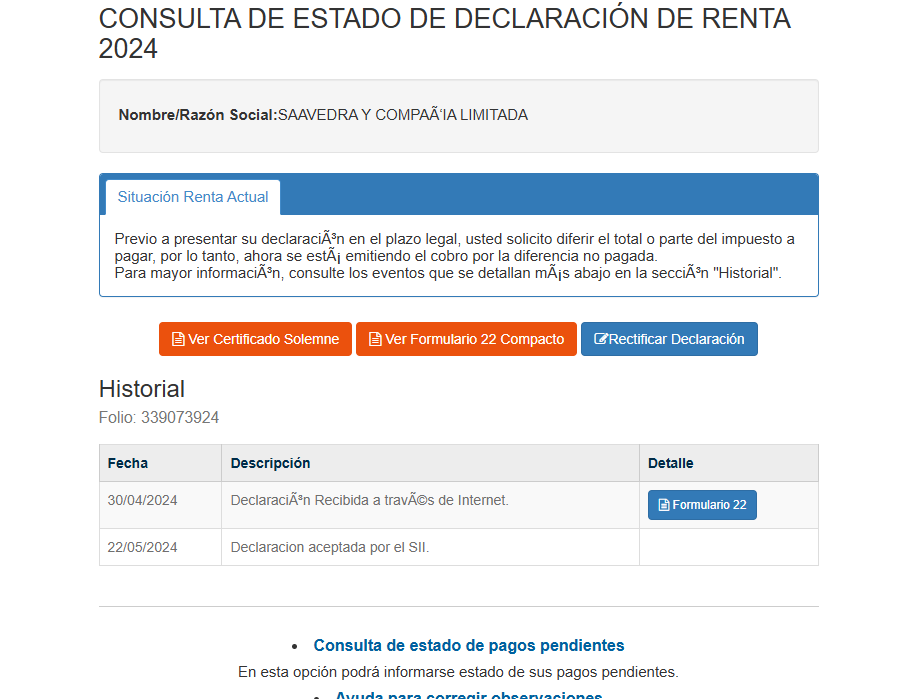 CONSULTA DE ESTADO DE DECLARACIÓN DE RENTA
2024
Nombre/Razón Social:SAAVEDRA Y COMPAÃ‘IA LIMITADA
Situación Renta Actual
Previo a presentar su declaraciÃ³n en el plazo legal, usted solicito diferir el total o parte del impuesto a
pagar, por lo tanto, ahora se estÃ¡ emitiendo el cobro por la diferencia no pagada.
Para mayor informaciÃ³n, consulte los eventos que se detallan mÃ¡s abajo en la secciÃ³n "Historial".
Ver Certificado Solemne Ver Formulario 22 Compacto Rectificar Declaración
Historial
Folio: 339073924
Fecha Descripción Detalle
30/04/2024 DeclaraciÃ³n Recibida a travÃ©s de Internet. Formulario 22
22/05/2024 Declaracion aceptada por el SII.
• Consulta de estado de pagos pendientes
En esta opción podrá informarse estado de sus pagos pendientes.
• Ayuda para corregir observaciones